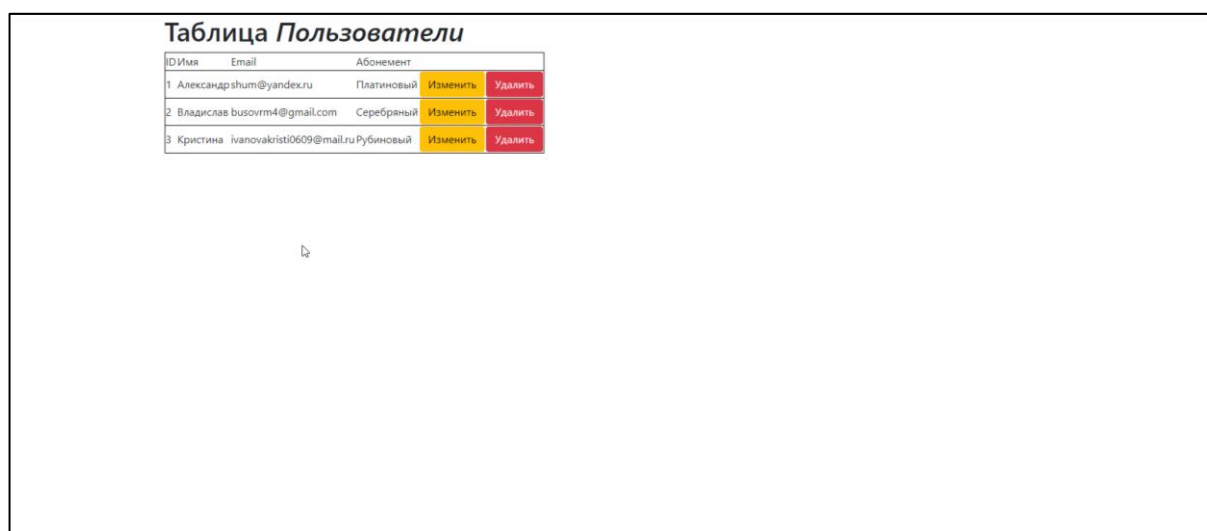 Таблица Пользователи
ID Имя Email Абонемент
1 Александр shum@yandex.ru Платиновый Изменить Удалить
2 Владислав busovrm4@gmail.com Серебряный Изменить Удалить
3 Кристина ivanovakristi0609@mail.ru Рубиновый Изменить Удалить